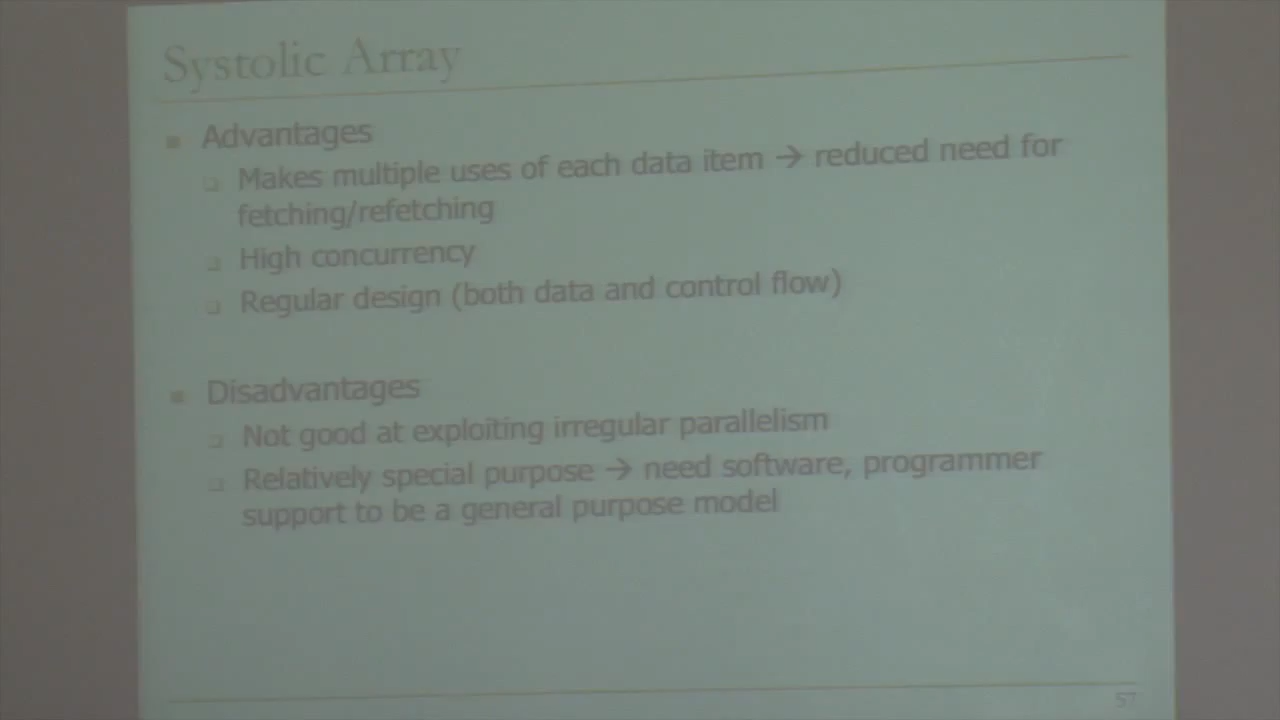 Systolic Array
Advantages
Makes multiple uses of each data item → reduced need for
fetching/refetching
High concurrency
Regular design (both data and control flow)
Disadvantages
Not good at exploiting irregular parallelism
Relatively special purpose → need software, programmer
support to be a general purpose model
57